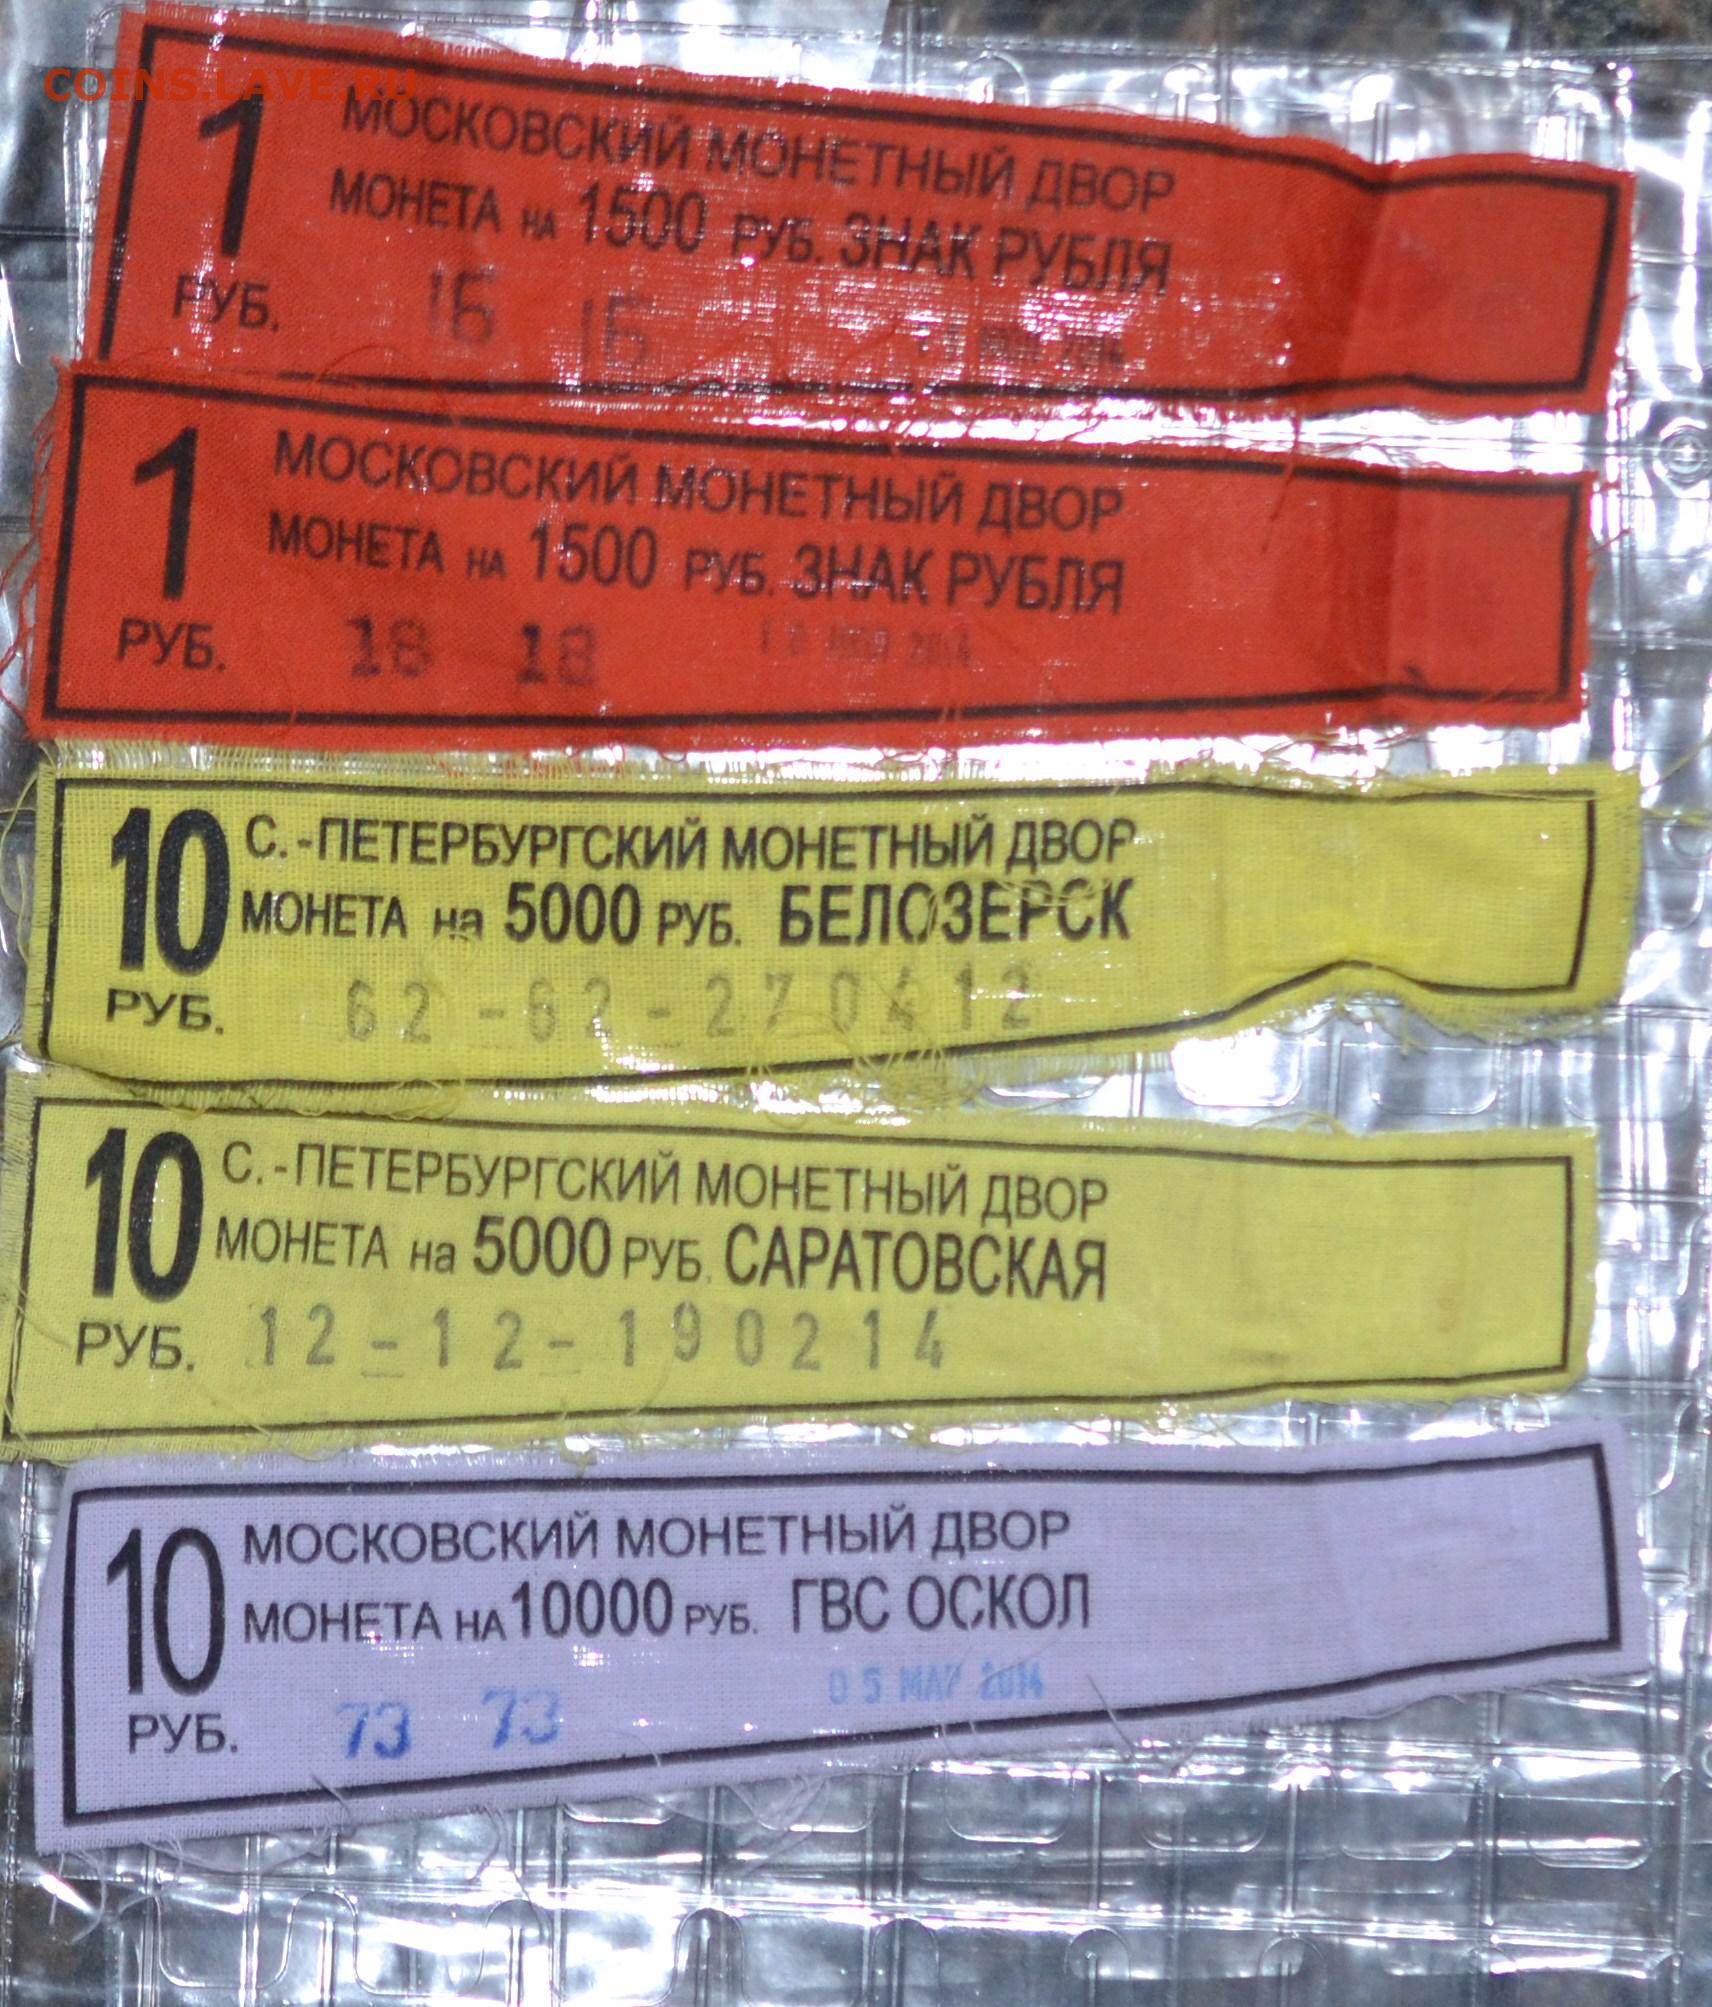 COINS.LAVE.RU
1 РУБ.
МОСКОВСКИЙ МОНЕТНЫЙ ДВОР
МОНЕТА НА 1500 РУБ. ЗНАК РУБЛЯ
16 16 2014
1 РУБ.
МОСКОВСКИЙ МОНЕТНЫЙ ДВОР
МОНЕТА НА 1500 РУБ. ЗНАК РУБЛЯ
18 18 2014
10 РУБ.
С.-ПЕТЕРБУРГСКИЙ МОНЕТНЫЙ ДВОР
МОНЕТА на 5000 РУБ. БЕЛОЗЕРСК
62-62-270412
10 РУБ.
С.-ПЕТЕРБУРГСКИЙ МОНЕТНЫЙ ДВОР
МОНЕТА на 5000 РУБ. САРАТОВСКАЯ
12-12-190214
10 РУБ.
МОСКОВСКИЙ МОНЕТНЫЙ ДВОР
МОНЕТА НА 10000 РУБ. ГВС ОСКОЛ
73 73 05 МАР 2014